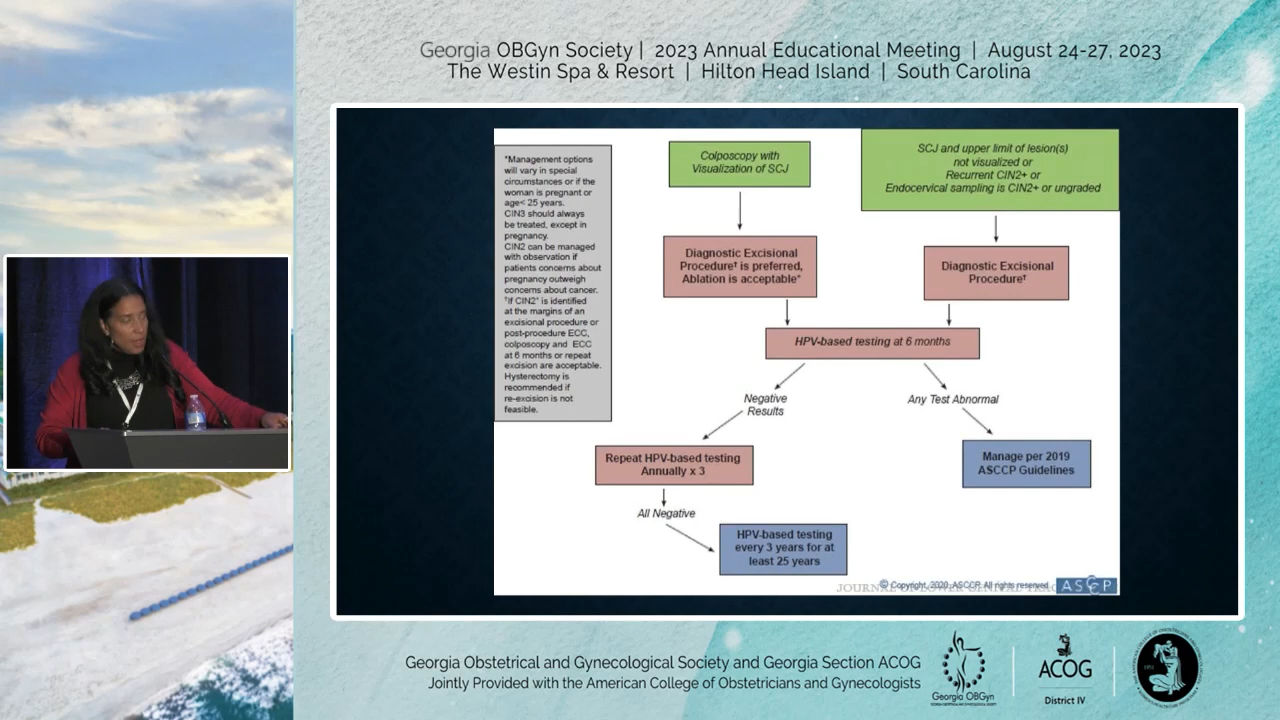 Georgia OBGyn Society | 2023 Annual Educational Meeting | August 24-27, 2023
The Westin Spa & Resort | Hilton Head Island | South Carolina
*Management options
will vary in special
circumstances or if the
woman is pregnant or
age< 25 years.
CIN3 should always
be treated, except in
pregnancy.
CIN2 can be managed
with observation if
patients concerns about
pregnancy outweigh
concerns about cancer.
†If CIN2+ is identified
at the margins of an
excisional procedure or
post-procedure ECC,
colposcopy and ECC
at 6 months or repeat
excision are acceptable.
Hysterectomy is
recommended if
re-excision is not
feasible.
Colposcopy with
Visualization of SCJ
SCJ and upper limit of lesion(s)
not visualized or
Recurrent CIN2+ or
Endocervical sampling is CIN2+ or ungraded
Diagnostic Excisional
Procedure† is preferred,
Ablation is acceptable*
Diagnostic Excisional
Procedure†
HPV-based testing at 6 months
Negative
Results
Any Test Abnormal
Repeat HPV-based testing
Annually x 3
Manage per 2019
ASCCP Guidelines
All Negative
HPV-based testing
every 3 years for at
least 25 years
© Copyright, 2020, ASCCP. All rights reserved
ASCCP
JOURNAL OF LOWER GENITAL
Georgia Obstetrical and Gynecological Society and Georgia Section ACOG
Jointly Provided with the American College of Obstetricians and Gynecologists
Georgia OBGyn
ACOG
District IV
1951